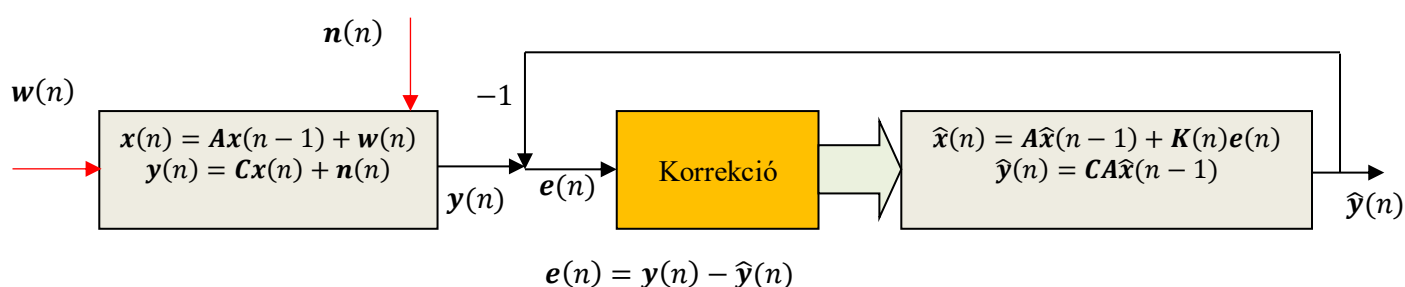 𝒏(n)
𝒘(n)
−1
𝒙(n) = 𝑨𝒙(n − 1) + 𝒘(n)
𝒚(n) = 𝑪𝒙(n) + 𝒏(n)
𝒚(n)
𝒆(n)
Korrekció
𝒙̂(n) = 𝑨𝒙̂(n − 1) + 𝑲(n)𝒆(n)
𝒚̂(n) = 𝑪𝑨𝒙̂(n − 1)
𝒚̂(n)
𝒆(n) = 𝒚(n) − 𝒚̂(n)